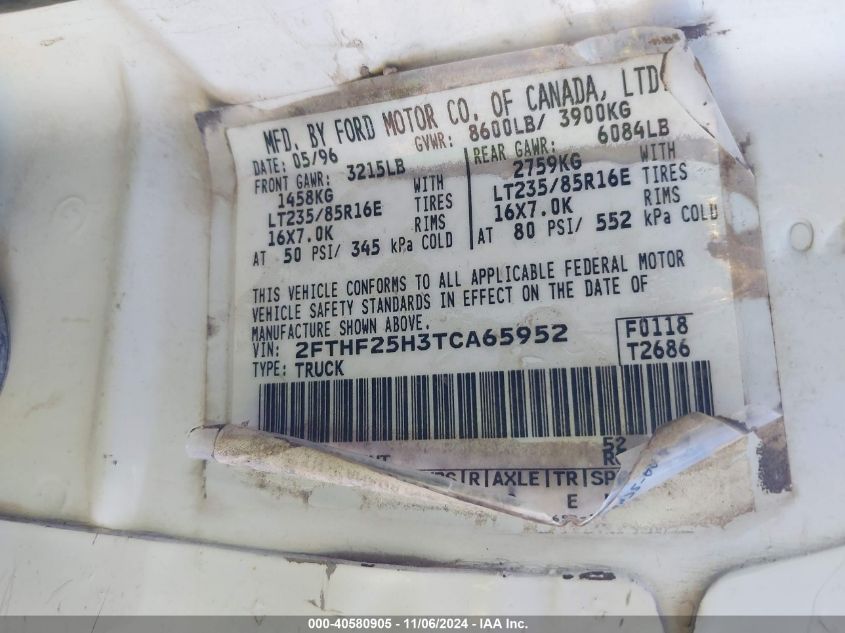 MFD. BY FORD MOTOR CO. OF CANADA, LTD
DATE: 05/96 GVWR: 8600LB/ 3900KG
FRONT GAWR: 3215LB REAR GAWR: 6084LB
1458KG WITH 2759KG WITH
LT235/85R16E TIRES LT235/85R16E TIRES
16X7.0K RIMS 16X7.0K RIMS
AT 50 PSI/ 345 kPa COLD AT 80 PSI/ 552 kPa COLD
THIS VEHICLE CONFORMS TO ALL APPLICABLE FEDERAL MOTOR
VEHICLE SAFETY STANDARDS IN EFFECT ON THE DATE OF
MANUFACTURE SHOWN ABOVE.
VIN: 2FTHF25H3TCA65952 F0118
TYPE: TRUCK T2686
52
R AXLE TR SP
E
000-40580905 - 11/06/2024 - IAA Inc.